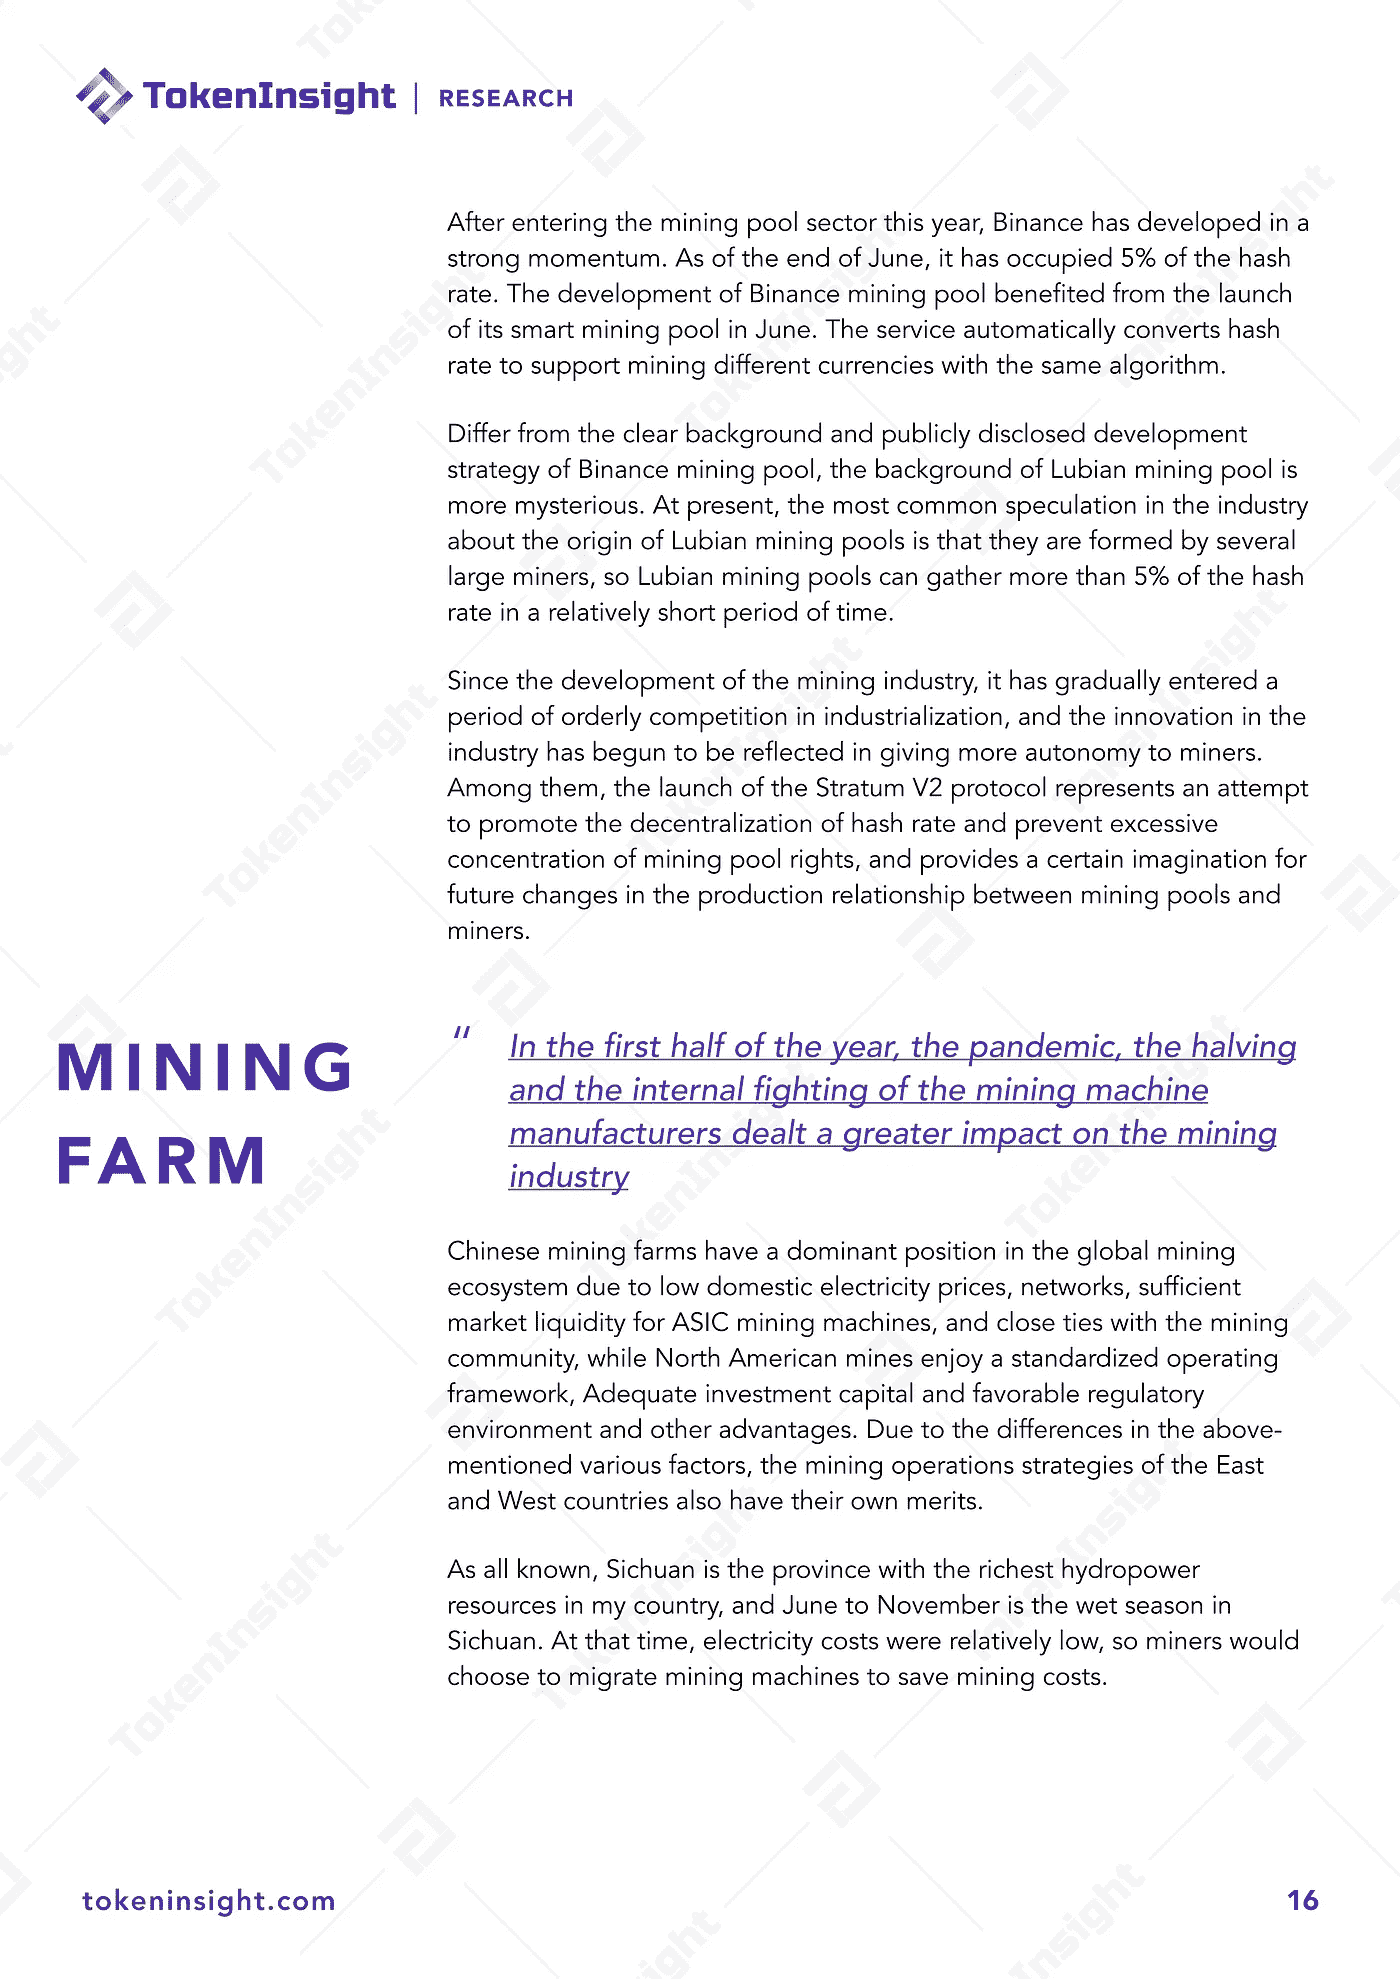 TokenInsight | RESEARCH
After entering the mining pool sector this year, Binance has developed in a
strong momentum. As of the end of June, it has occupied 5% of the hash
rate. The development of Binance mining pool benefited from the launch
of its smart mining pool in June. The service automatically converts hash
rate to support mining different currencies with the same algorithm.
Differ from the clear background and publicly disclosed development
strategy of Binance mining pool, the background of Lubian mining pool is
more mysterious. At present, the most common speculation in the industry
about the origin of Lubian mining pools is that they are formed by several
large miners, so Lubian mining pools can gather more than 5% of the hash
rate in a relatively short period of time.
Since the development of the mining industry, it has gradually entered a
period of orderly competition in industrialization, and the innovation in the
industry has begun to be reflected in giving more autonomy to miners.
Among them, the launch of the Stratum V2 protocol represents an attempt
to promote the decentralization of hash rate and prevent excessive
concentration of mining pool rights, and provides a certain imagination for
future changes in the production relationship between mining pools and
miners.
MINING
FARM
" In the first half of the year, the pandemic, the halving
and the internal fighting of the mining machine
manufacturers dealt a greater impact on the mining
industry
Chinese mining farms have a dominant position in the global mining
ecosystem due to low domestic electricity prices, networks, sufficient
market liquidity for ASIC mining machines, and close ties with the mining
community, while North American mines enjoy a standardized operating
framework, Adequate investment capital and favorable regulatory
environment and other advantages. Due to the differences in the above-
mentioned various factors, the mining operations strategies of the East
and West countries also have their own merits.
As all known, Sichuan is the province with the richest hydropower
resources in my country, and June to November is the wet season in
Sichuan. At that time, electricity costs were relatively low, so miners would
choose to migrate mining machines to save mining costs.
tokeninsight.com
16